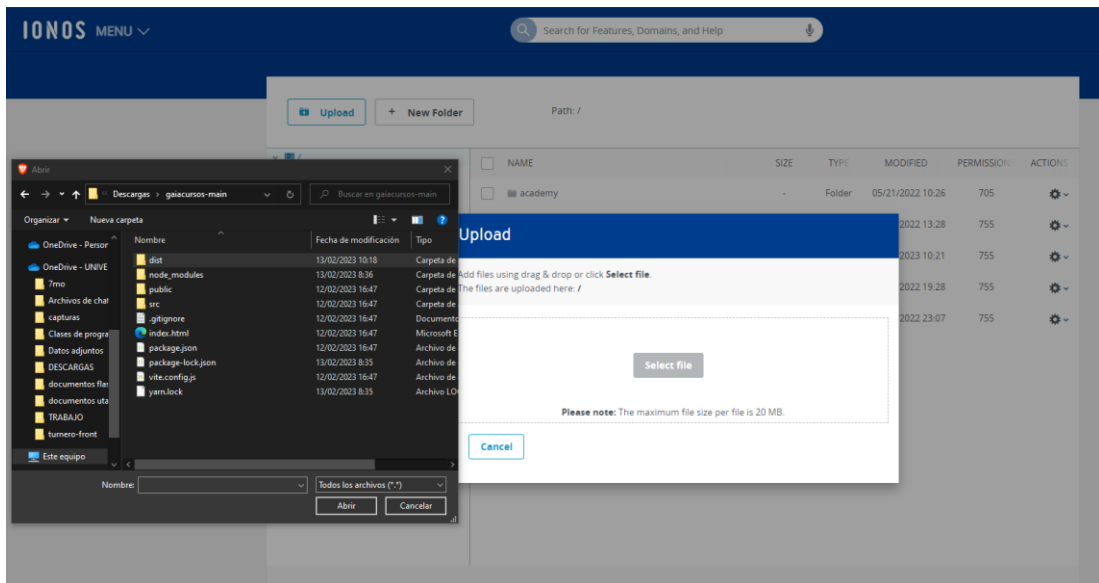 IONOS MENU
Search for Features, Domains, and Help
Upload + New Folder Path: /
/
NAME SIZE TYPE MODIFIED PERMISSION ACTIONS
academy - Folder 05/21/2022 10:26 705
2022 13:28 755
2023 10:21 755
2022 19:28 755
2022 23:07 755
Abrir
« Descargas > gaiacursos-main
Buscar en gaiacursos-main
Organizar Nueva carpeta
OneDrive - Persor
OneDrive - UNIVE
7mo
Archivos de chat
capturas
Clases de progra
Datos adjuntos
DESCARGAS
documentos flas
documentos uta
TRABAJO
turnero-front
Este equipo
Nombre Fecha de modificación Tipo
dist 13/02/2023 10:18 Carpeta de
node_modules 13/02/2023 8:36 Carpeta de
public 12/02/2023 16:47 Carpeta de
src 12/02/2023 16:47 Carpeta de
.gitignore 12/02/2023 16:47 Documento
index.html 12/02/2023 16:47 Microsoft E
package.json 12/02/2023 16:47 Archivo de
package-lock.json 13/02/2023 8:35 Archivo de
vite.config.js 12/02/2023 16:47 Archivo de
yarn.lock 13/02/2023 8:35 Archivo LO
Nombre: Todos los archivos (*.*)
Abrir Cancelar
Upload
Add files using drag & drop or click Select file.
The files are uploaded here: /
Select file
Please note: The maximum file size per file is 20 MB.
Cancel